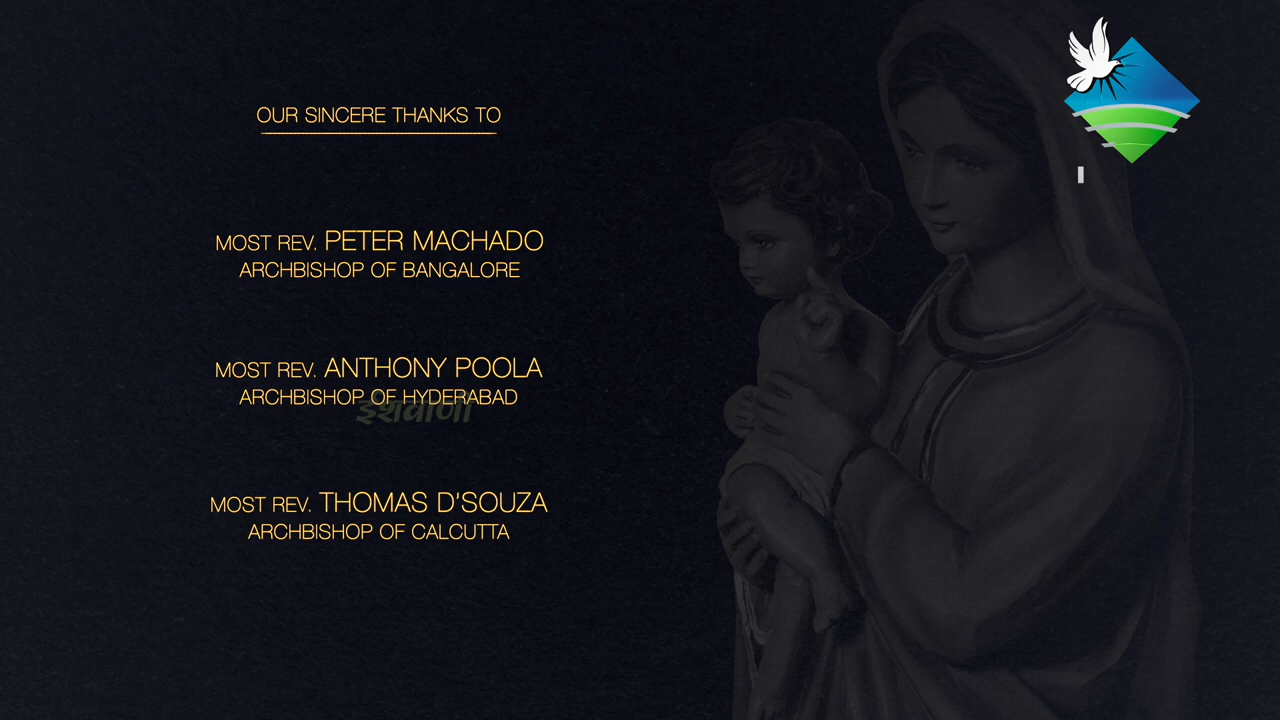 OUR SINCERE THANKS TO
MOST REV. PETER MACHADO
ARCHBISHOP OF BANGALORE
MOST REV. ANTHONY POOLA
ARCHBISHOP OF HYDERABAD
इशवाणी
MOST REV. THOMAS D'SOUZA
ARCHBISHOP OF CALCUTTA